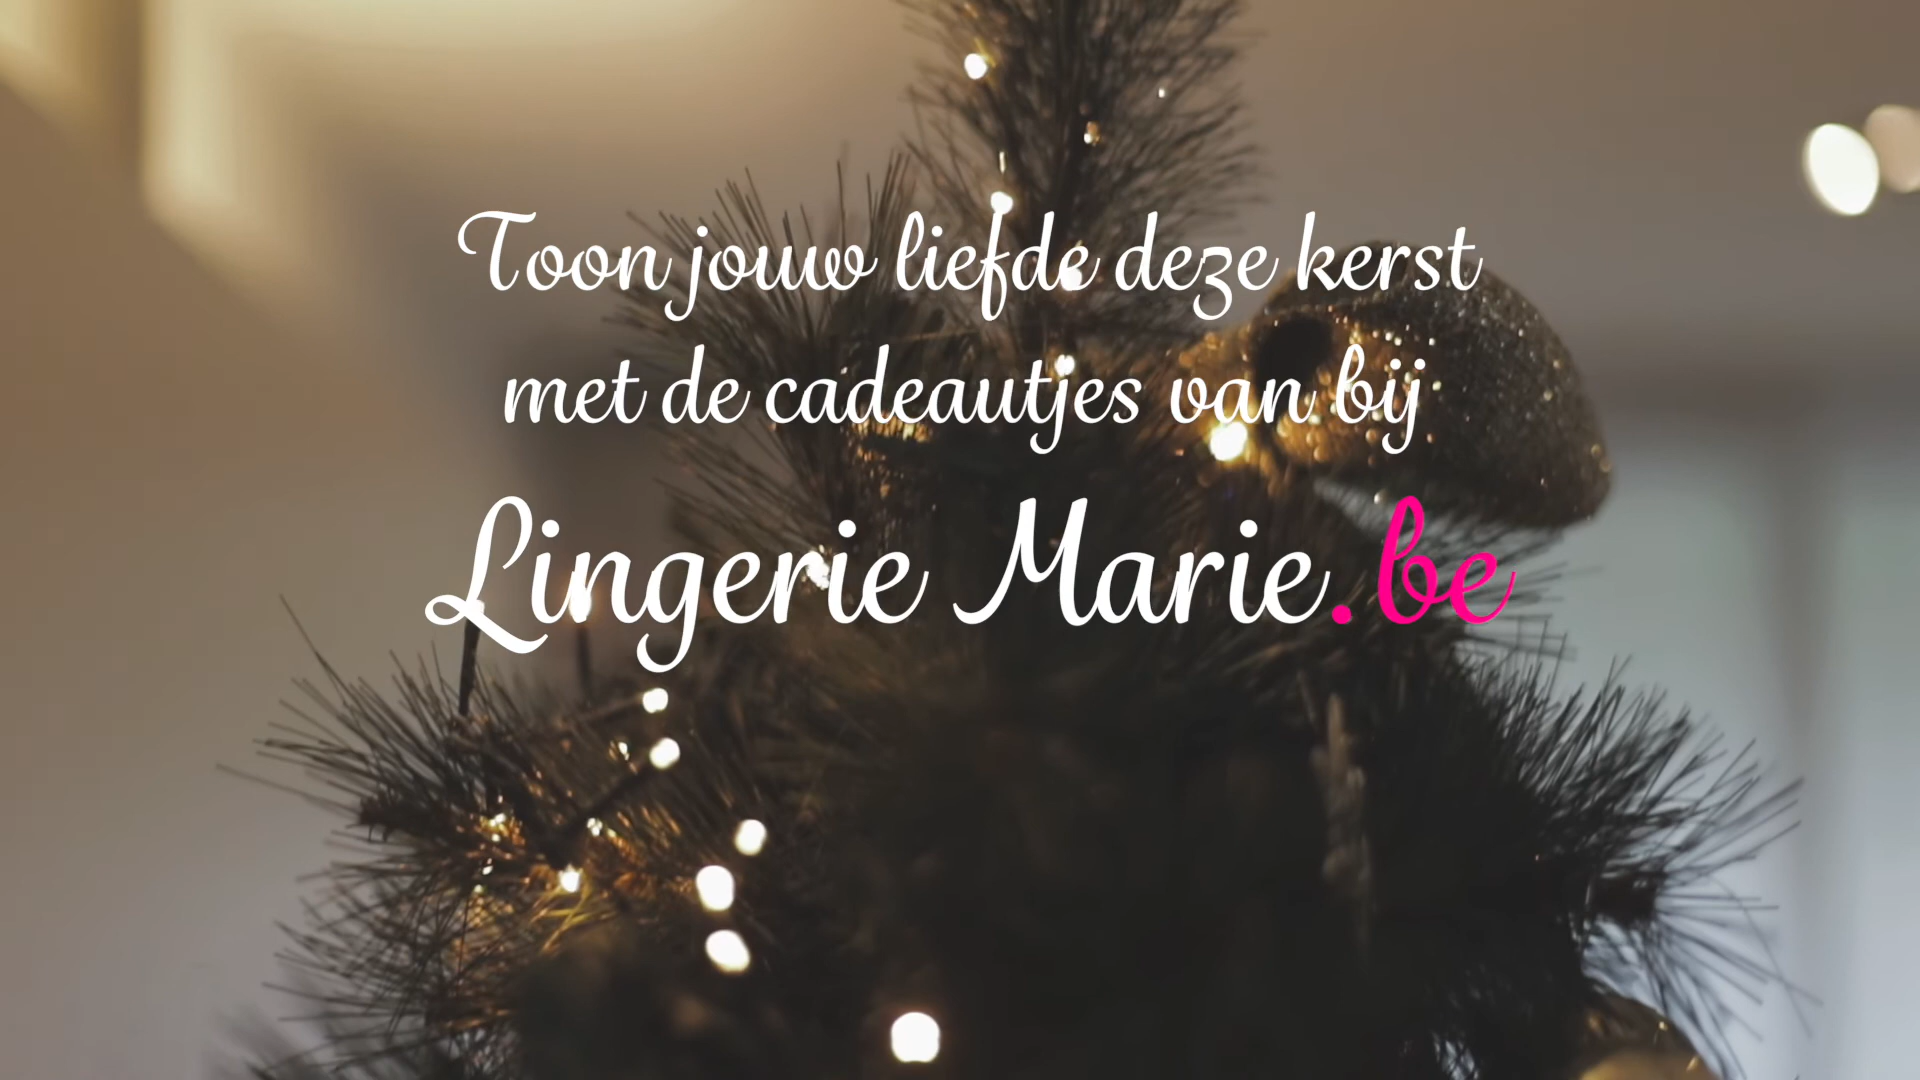 Toon jouw liefde deze kerst
met de cadeautjes van bij
Lingerie Marie.be